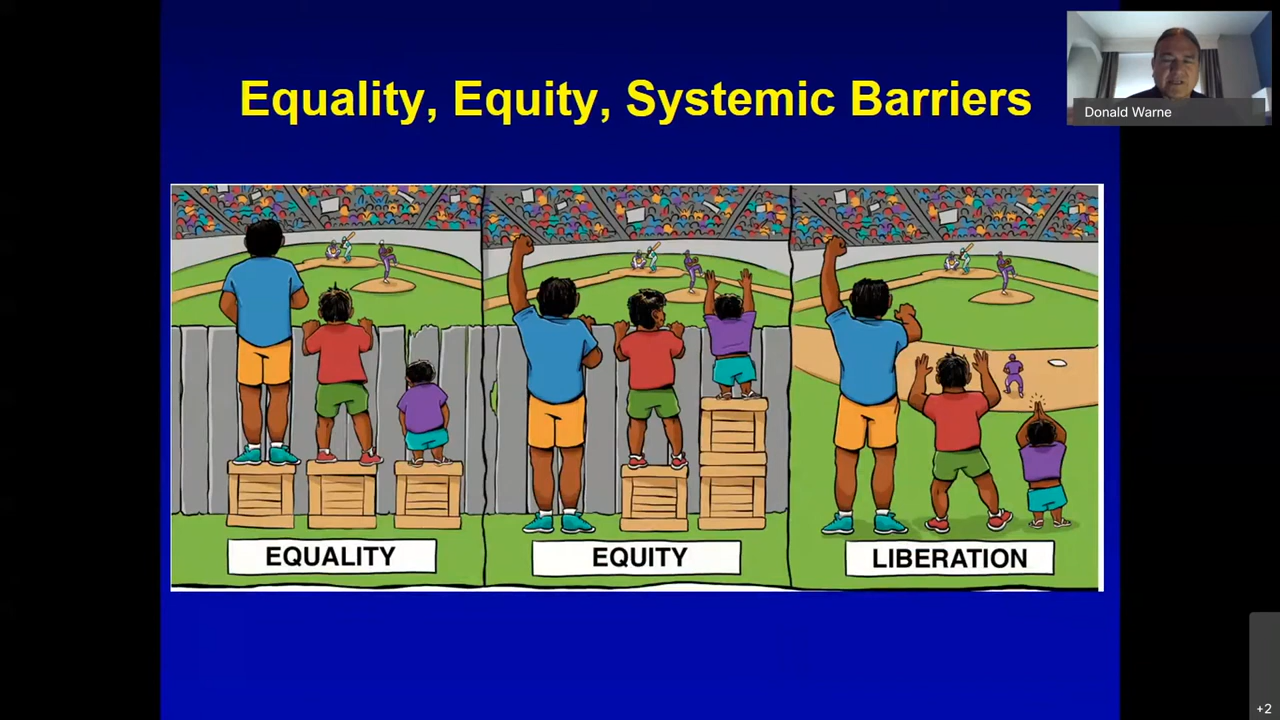 Equality, Equity, Systemic Barriers
Donald Warne
EQUALITY
EQUITY
LIBERATION
+2